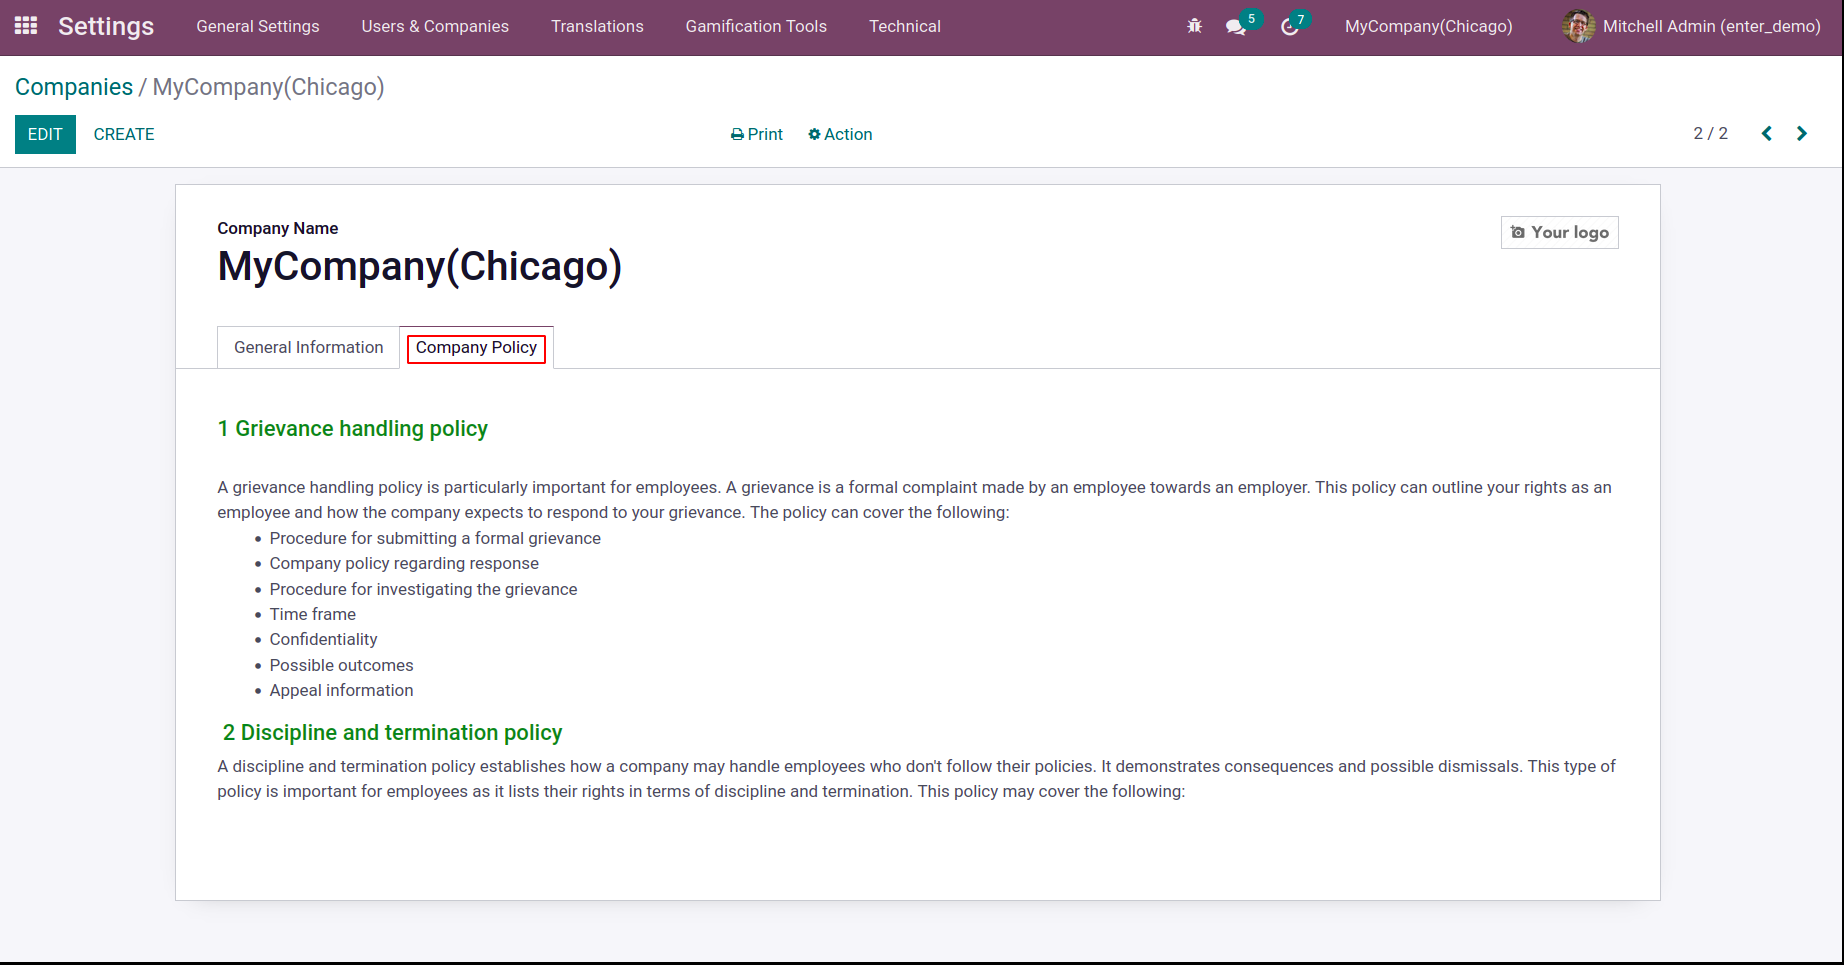 Settings General Settings Users & Companies Translations Gamification Tools Technical 5 7 MyCompany(Chicago) Mitchell Admin (enter_demo)
Companies / MyCompany(Chicago)
EDIT CREATE Print Action 2 / 2
Company Name
Your logo
MyCompany(Chicago)
General Information Company Policy
1 Grievance handling policy
A grievance handling policy is particularly important for employees. A grievance is a formal complaint made by an employee towards an employer. This policy can outline your rights as an
employee and how the company expects to respond to your grievance. The policy can cover the following:
• Procedure for submitting a formal grievance
• Company policy regarding response
• Procedure for investigating the grievance
• Time frame
• Confidentiality
• Possible outcomes
• Appeal information
2 Discipline and termination policy
A discipline and termination policy establishes how a company may handle employees who don't follow their policies. It demonstrates consequences and possible dismissals. This type of
policy is important for employees as it lists their rights in terms of discipline and termination. This policy may cover the following: